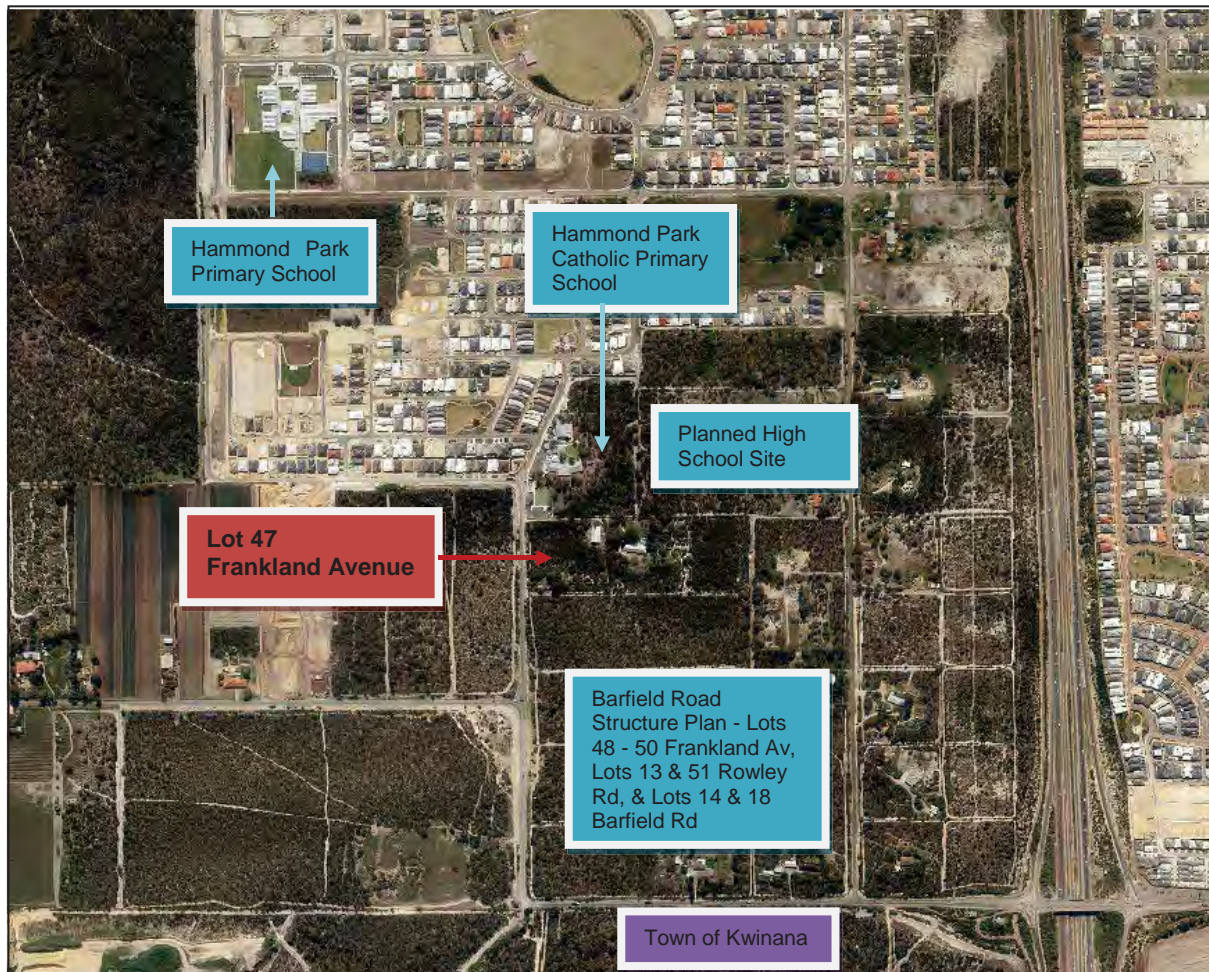 Hammond Park
Primary School
Hammond Park
Catholic Primary
School
Planned High
School Site
Lot 47
Frankland Avenue
Barfield Road
Structure Plan - Lots
48 - 50 Frankland Av,
Lots 13 & 51 Rowley
Rd, & Lots 14 & 18
Barfield Rd
Town of Kwinana